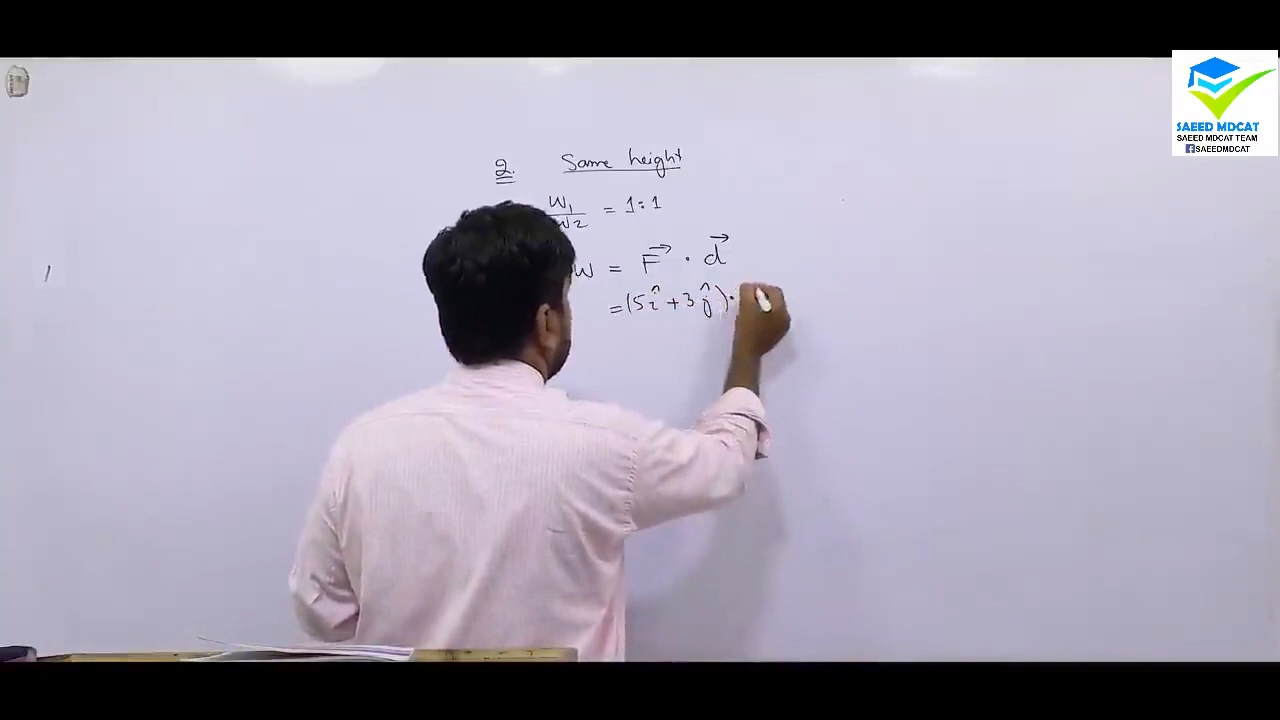 2. Same height
W₁/W2 = 1:1
W = F⃗ · d⃗
= (5î + 3ĵ) ·
SAEED MDCAT
SAEED MDCAT TEAM
SAEEDMDCAT